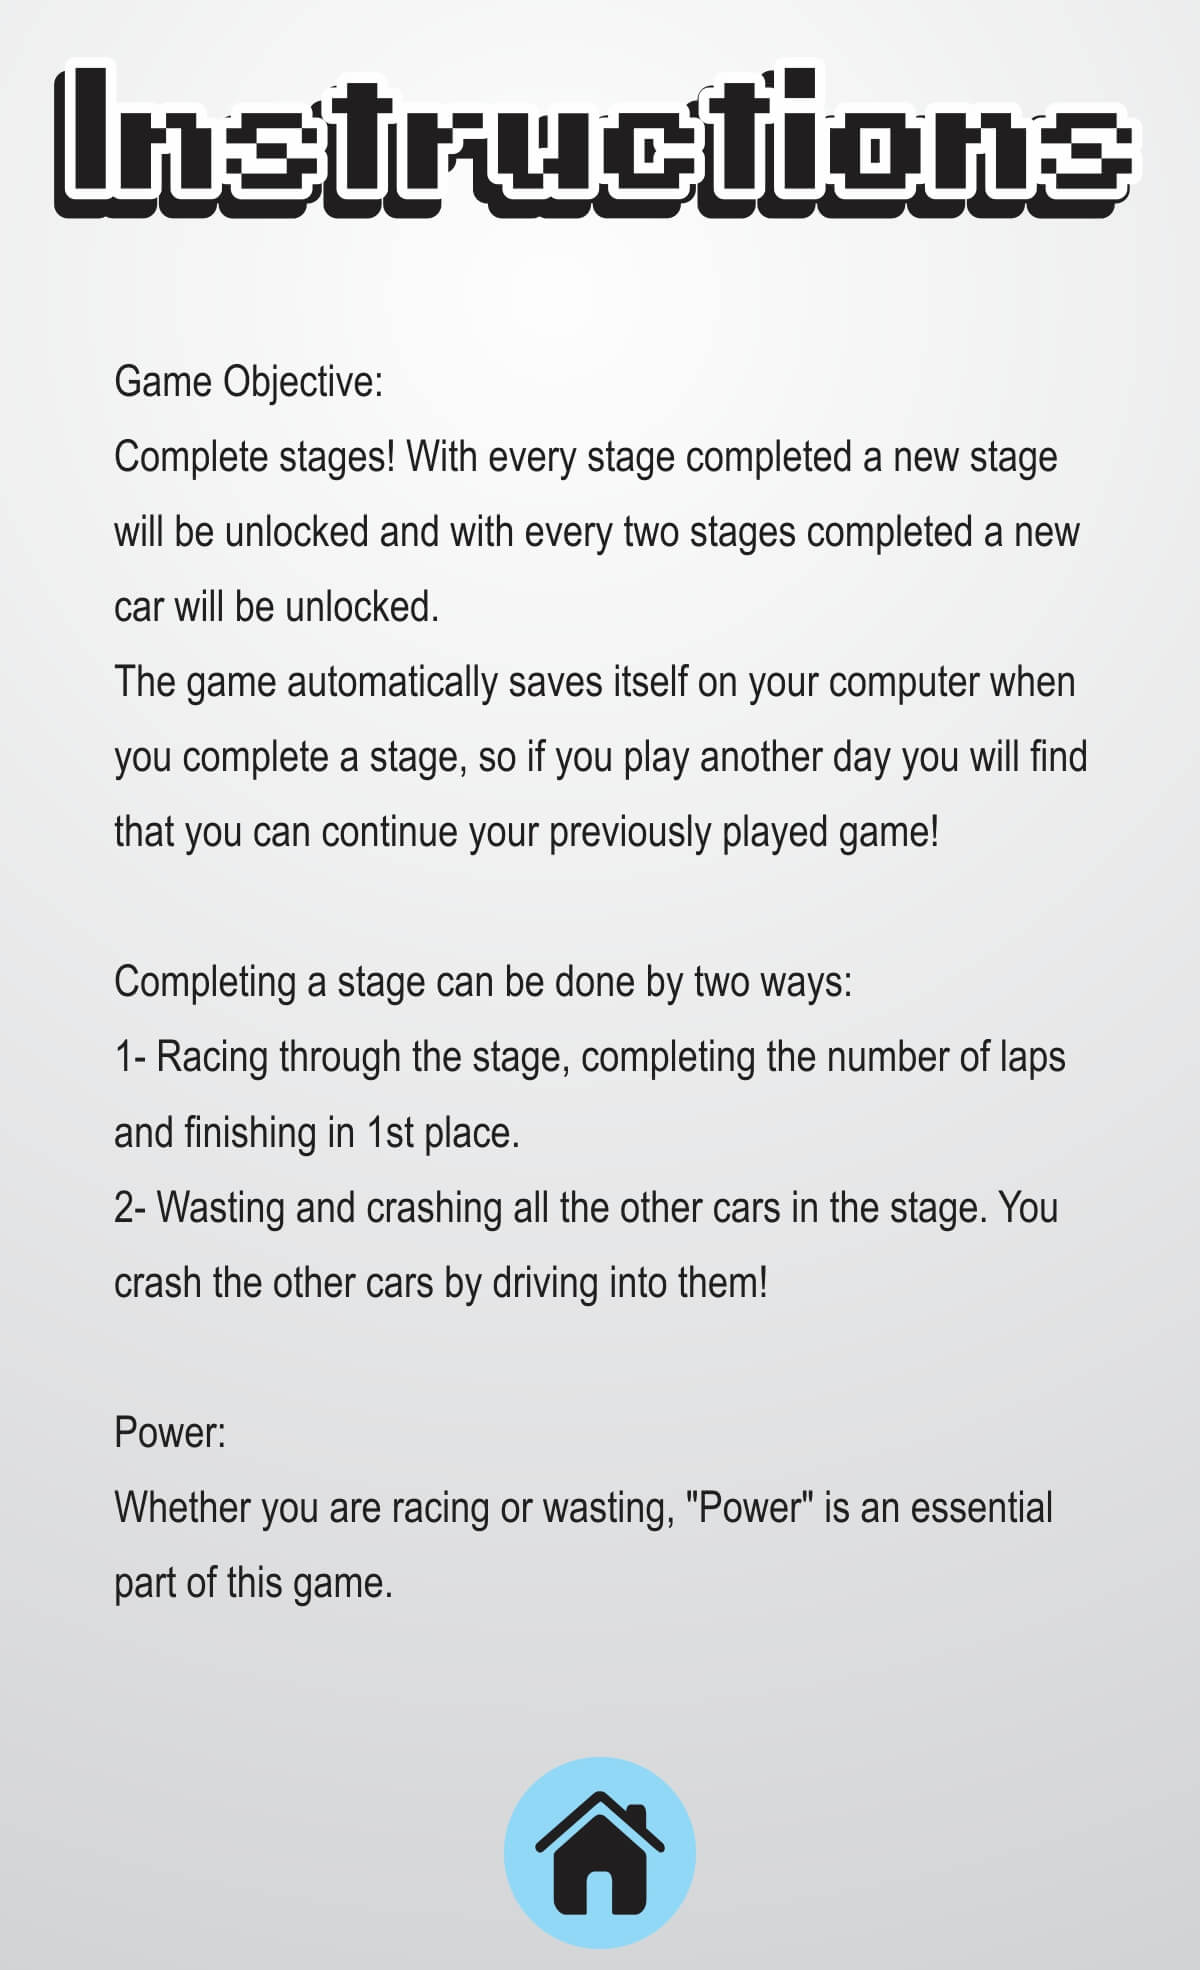 Instructions
Game Objective:
Complete stages! With every stage completed a new stage
will be unlocked and with every two stages completed a new
car will be unlocked.
The game automatically saves itself on your computer when
you complete a stage, so if you play another day you will find
that you can continue your previously played game!
Completing a stage can be done by two ways:
1- Racing through the stage, completing the number of laps
and finishing in 1st place.
2- Wasting and crashing all the other cars in the stage. You
crash the other cars by driving into them!
Power:
Whether you are racing or wasting, "Power" is an essential
part of this game.